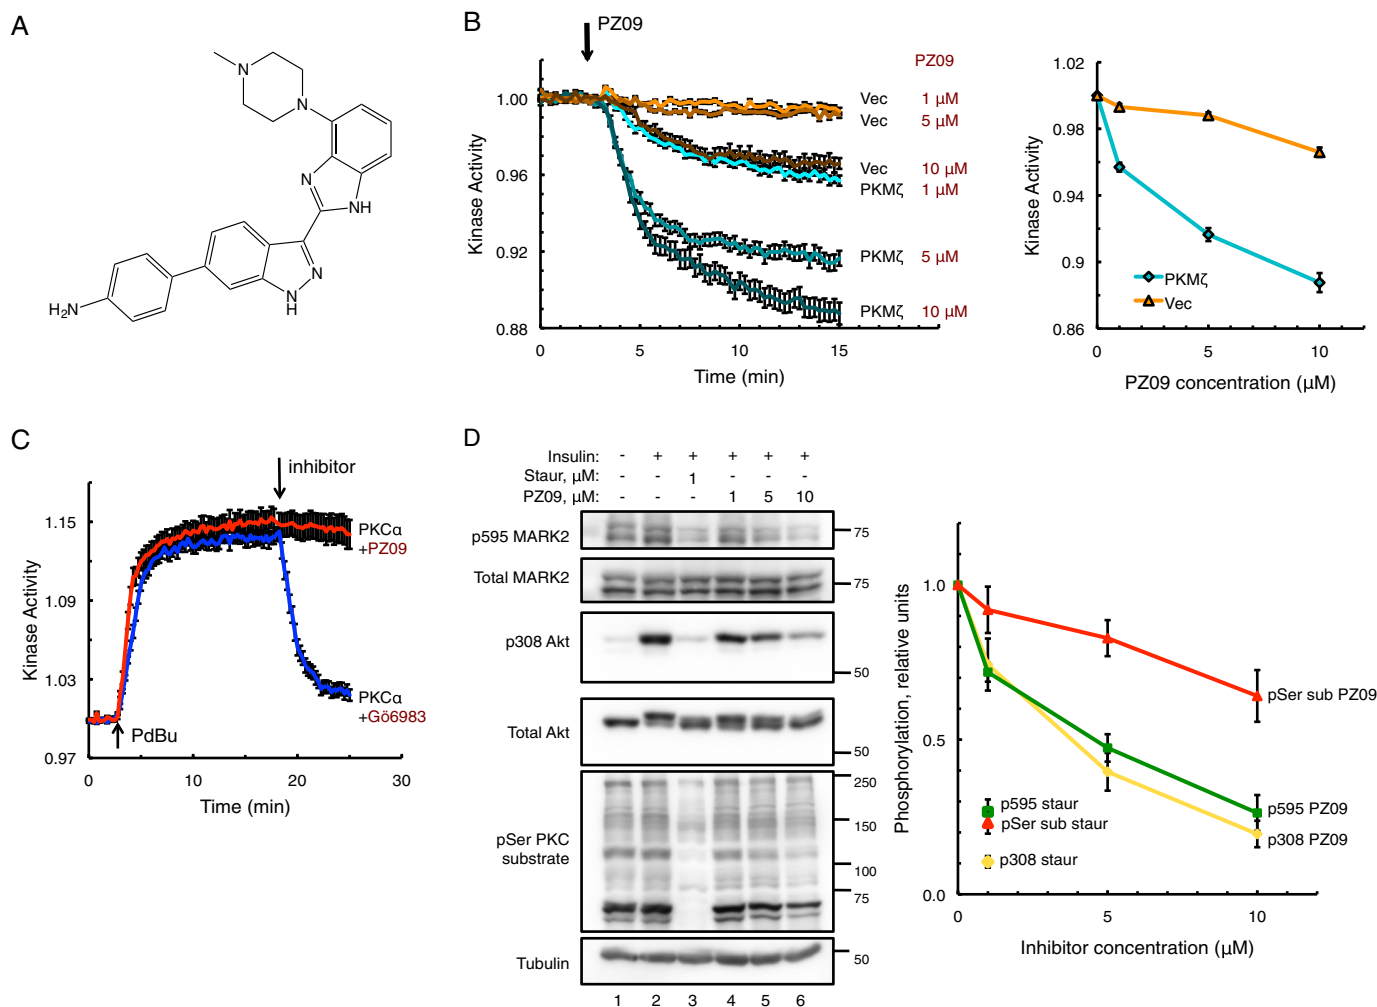 A
N
N
N
NH
N
N
H
H₂N
B
PZ09
PZ09
Vec 1 μM
Vec 5 μM
Vec 10 μM
PKMζ 1 μM
PKMζ 5 μM
PKMζ 10 μM
Kinase Activity
1.00
0.96
0.92
0.88
0 5 10 15
Time (min)
Kinase Activity
1.02
0.98
0.94
0.9
0.86
PKMζ
Vec
0 5 10
PZ09 concentration (μM)
C
inhibitor
PKCα
+PZ09
PKCα
+Gö6983
PdBu
Kinase Activity
1.15
1.09
1.03
0.97
0 10 20 30
Time (min)
D
Insulin: - + + + + +
Staur, μM: - - 1 - - -
PZ09, μM: - - - 1 5 10
p595 MARK2
75
Total MARK2
75
p308 Akt
50
Total Akt
50
pSer PKC
substrate
250
150
100
75
Tubulin
50
1 2 3 4 5 6
Phosphorylation, relative units
1.0
0.5
0.0
pSer sub PZ09
p595 PZ09
p308 PZ09
p595 staur
pSer sub staur
p308 staur
0 5 10
Inhibitor concentration (μM)